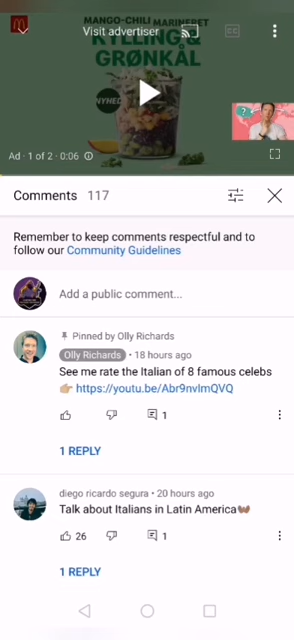 MANGO-CHILI MARINERET
KYLLING &
GRØNKÅL
Visit advertiser
NYHED
Ad · 1 of 2 · 0:06
Comments 117
Remember to keep comments respectful and to
follow our Community Guidelines
Add a public comment...
Pinned by Olly Richards
Olly Richards • 18 hours ago
See me rate the Italian of 8 famous celebs
👉🏼 https://youtu.be/Abr9nvlmQVQ
1
1 REPLY
diego ricardo segura • 20 hours ago
Talk about Italians in Latin America👐🏾
26 1
1 REPLY